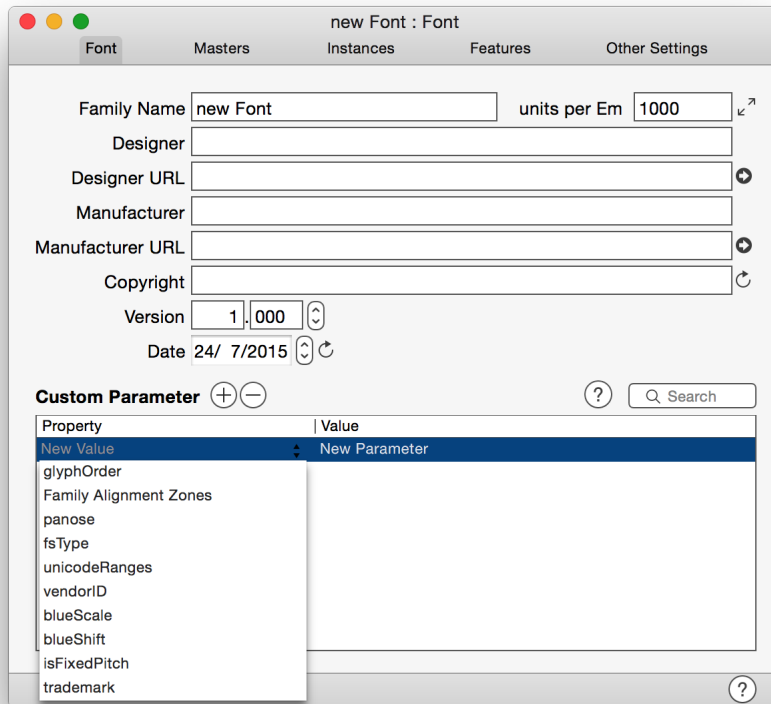 new Font : Font
Font Masters Instances Features Other Settings
Family Name new Font units per Em 1000
Designer
Designer URL
Manufacturer
Manufacturer URL
Copyright
Version 1.000
Date 24/ 7/2015
Custom Parameter ? Search
Property Value
New Value New Parameter
glyphOrder
Family Alignment Zones
panose
fsType
unicodeRanges
vendorID
blueScale
blueShift
isFixedPitch
trademark
?